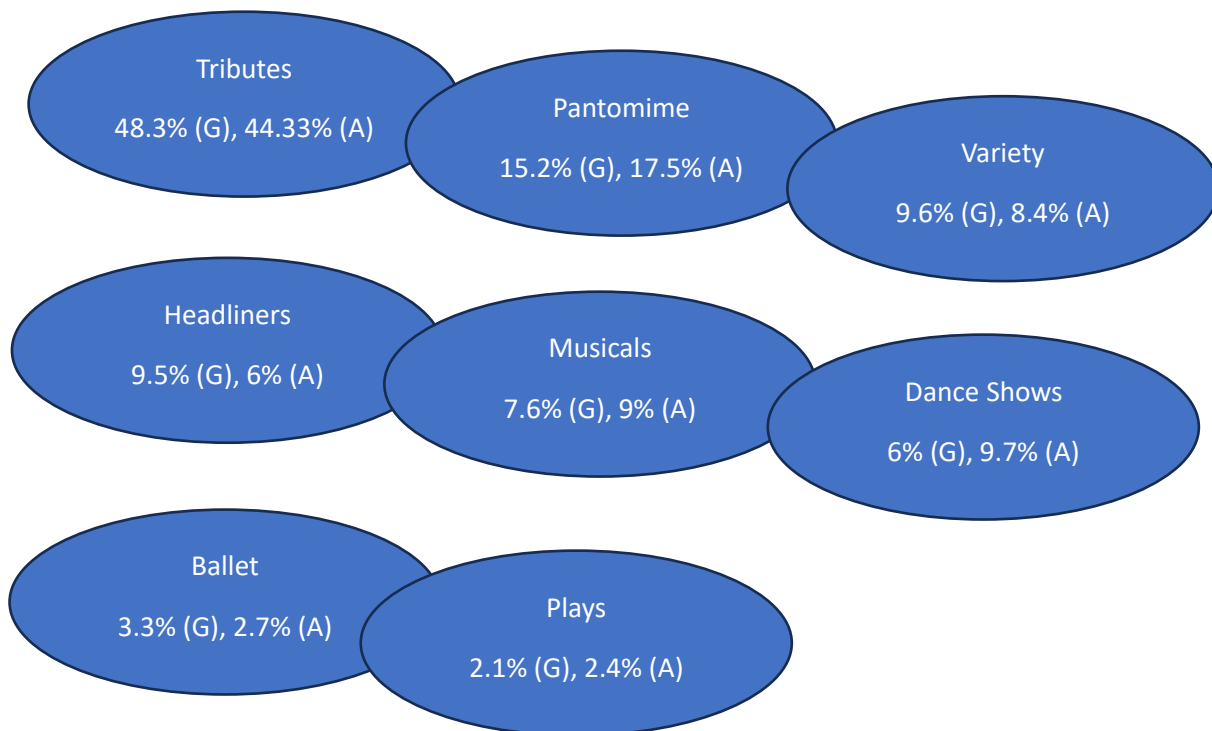 Tributes
48.3% (G), 44.33% (A)
Pantomime
15.2% (G), 17.5% (A)
Variety
9.6% (G), 8.4% (A)
Headliners
9.5% (G), 6% (A)
Musicals
7.6% (G), 9% (A)
Dance Shows
6% (G), 9.7% (A)
Ballet
3.3% (G), 2.7% (A)
Plays
2.1% (G), 2.4% (A)